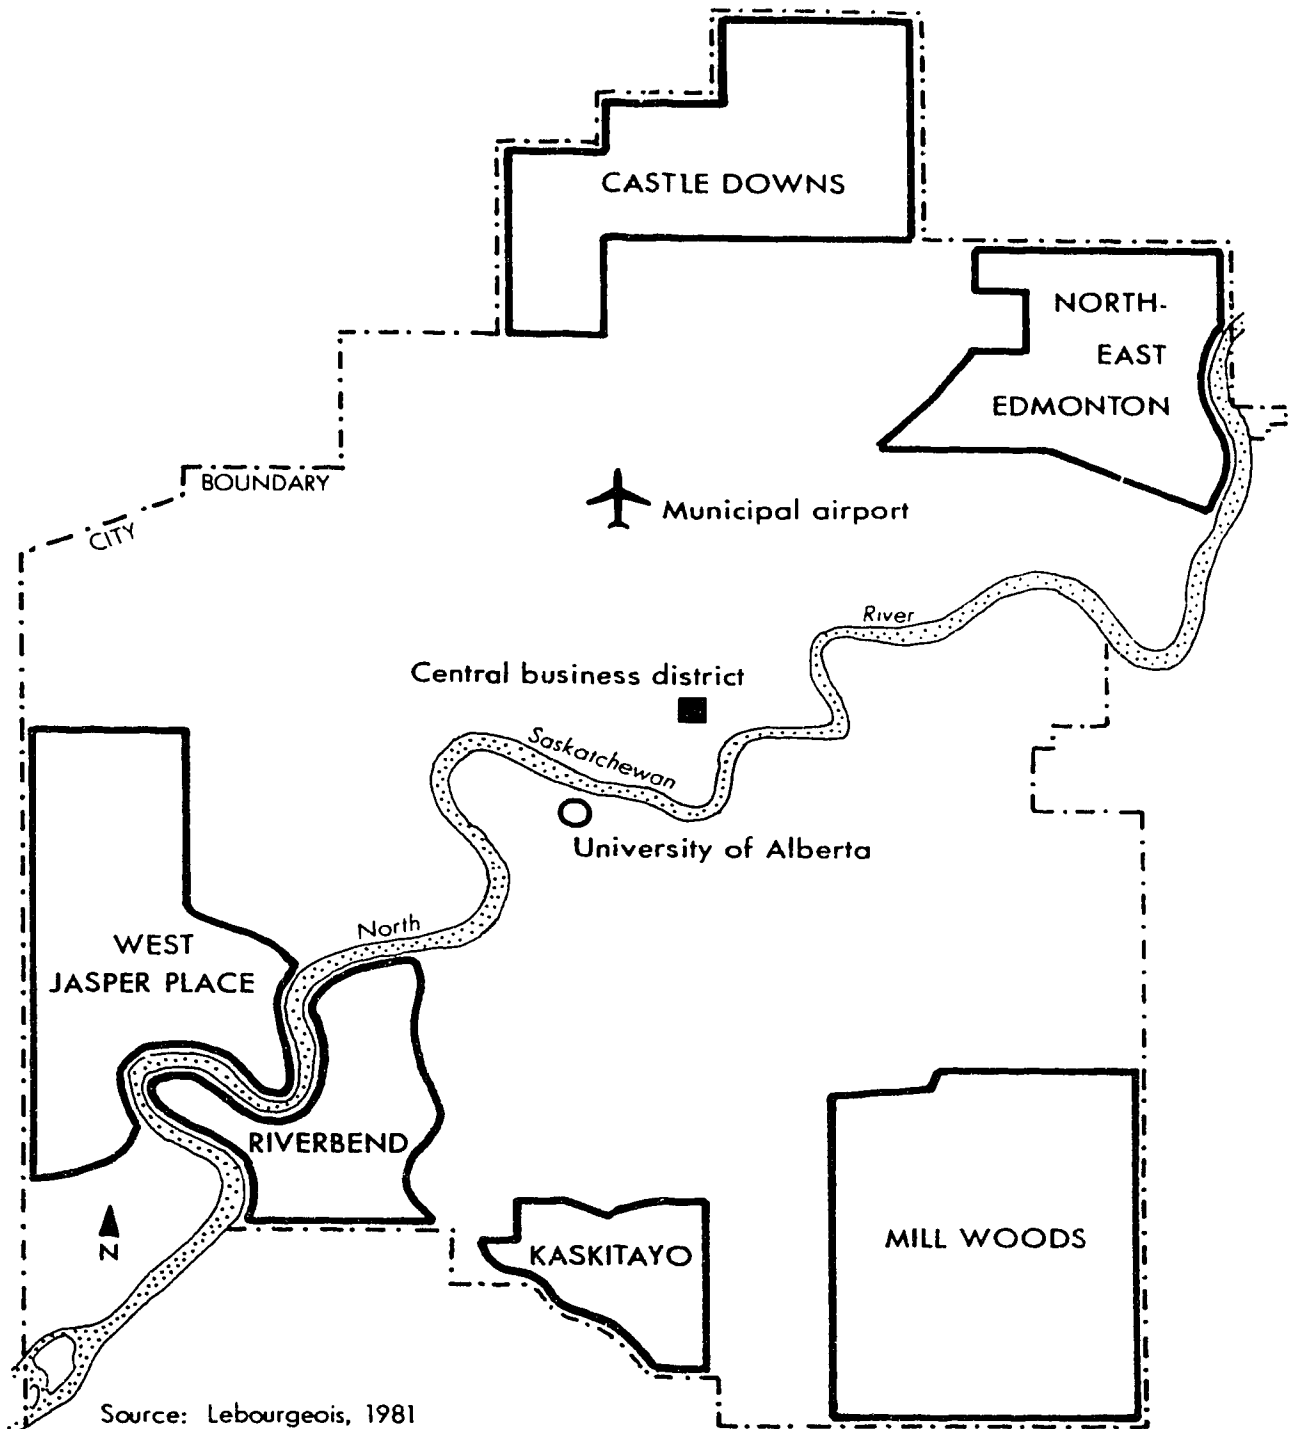 CASTLE DOWNS
NORTH-
EAST
EDMONTON
BOUNDARY
CITY
Municipal airport
River
Central business district
Saskatchewan
University of Alberta
North
WEST
JASPER PLACE
RIVERBEND
N
KASKITAYO
MILL WOODS
Source: Lebourgeois, 1981